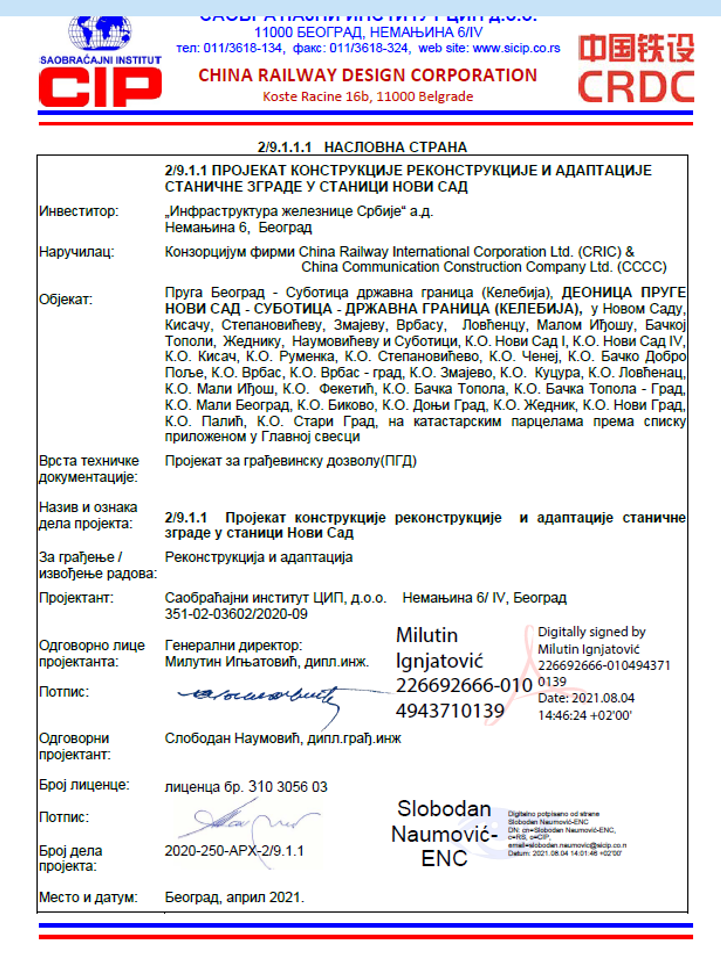 САОБРАЋАЈНИ ИНСТИТУТ ЦИП д.о.о.
11000 БЕОГРАД, НЕМАЊИНА 6/IV
тел: 011/3618-134, факс: 011/3618-324, web site: www.sicip.co.rs
SAOBRAĆAJNI INSTITUT
CIP
CHINA RAILWAY DESIGN CORPORATION
Koste Racine 16b, 11000 Belgrade
中国铁设
CRDC
2/9.1.1.1 НАСЛОВНА СТРАНА
2/9.1.1 ПРОЈЕКАТ КОНСТРУКЦИЈЕ РЕКОНСТРУКЦИЈЕ И АДАПТАЦИЈЕ
СТАНИЧНЕ ЗГРАДЕ У СТАНИЦИ НОВИ САД
Инвеститор: „Инфраструктура железнице Србије“ а.д.
Немањина 6, Београд
Наручилац: Конзорцијум фирми China Railway International Corporation Ltd. (CRIC) &
China Communication Construction Company Ltd. (CCCC)
Објекат: Пруга Београд - Суботица државна граница (Келебија), ДЕОНИЦА ПРУГЕ
НОВИ САД - СУБОТИЦА - ДРЖАВНА ГРАНИЦА (КЕЛЕБИЈА), у Новом Саду,
Кисачу, Степановићеву, Змајеву, Врбасу, Ловћенцу, Малом Иђошу, Бачкој
Тополи, Жеднику, Наумовићеву и Суботици, К.О. Нови Сад I, К.О. Нови Сад IV,
К.О. Кисач, К.О. Руменка, К.О. Степановићево, К.О. Ченеј, К.О. Бачко Добро
Поље, К.О. Врбас, К.О. Врбас - град, К.О. Змајево, К.О. Куцура, К.О. Ловћенац,
К.О. Мали Иђош, К.О. Фекетић, К.О. Бачка Топола, К.О. Бачка Топола - Град,
К.О. Мали Београд, К.О. Биково, К.О. Доњи Град, К.О. Жедник, К.О. Нови Град,
К.О. Палић, К.О. Стари Град, на катастарским парцелама према списку
приложеном у Главној свесци
Врста техничке Пројекат за грађевинску дозволу(ПГД)
документације:
Назив и ознака
дела пројекта: 2/9.1.1 Пројекат конструкције реконструкције и адаптације станичне
зграде у станици Нови Сад
За грађење / Реконструкција и адаптација
извођење радова:
Пројектант: Саобраћајни институт ЦИП, д.о.о. Немањина 6/ IV, Београд
351-02-03602/2020-09
Одговорно лице Генерални директор:
пројектанта: Милутин Игњатовић, дипл.инж.
Потпис:
Milutin
Ignjatović
226692666-010
4943710139
Digitally signed by
Milutin Ignjatović
226692666-010494371
0139
Date: 2021.08.04
14:46:24 +02'00'
Одговорни Слободан Наумовић, дипл.грађ.инж
пројектант:
Број лиценце: лиценца бр. 310 3056 03
Потпис:
Slobodan
Naumović-
ENC
Digitalno potpisano od strane
Slobodan Naumović-ENC
DN: cn=Slobodan Naumović-ENC,
c=RS, o=CIP,
email=slobodan.naumovic@sicip.co.n
Datum: 2021.08.04 14:01:46 +02'00'
Број дела 2020-250-АРХ-2/9.1.1
пројекта:
Место и датум: Београд, април 2021.